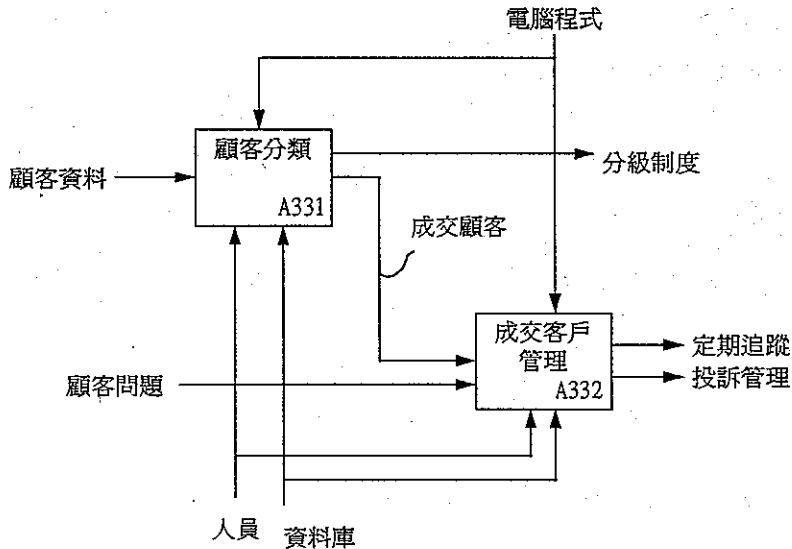 電腦程式
顧客分類
A331
分級制度
顧客資料
成交顧客
成交客戶
管理
A332
定期追蹤
投訴管理
顧客問題
人員
資料庫